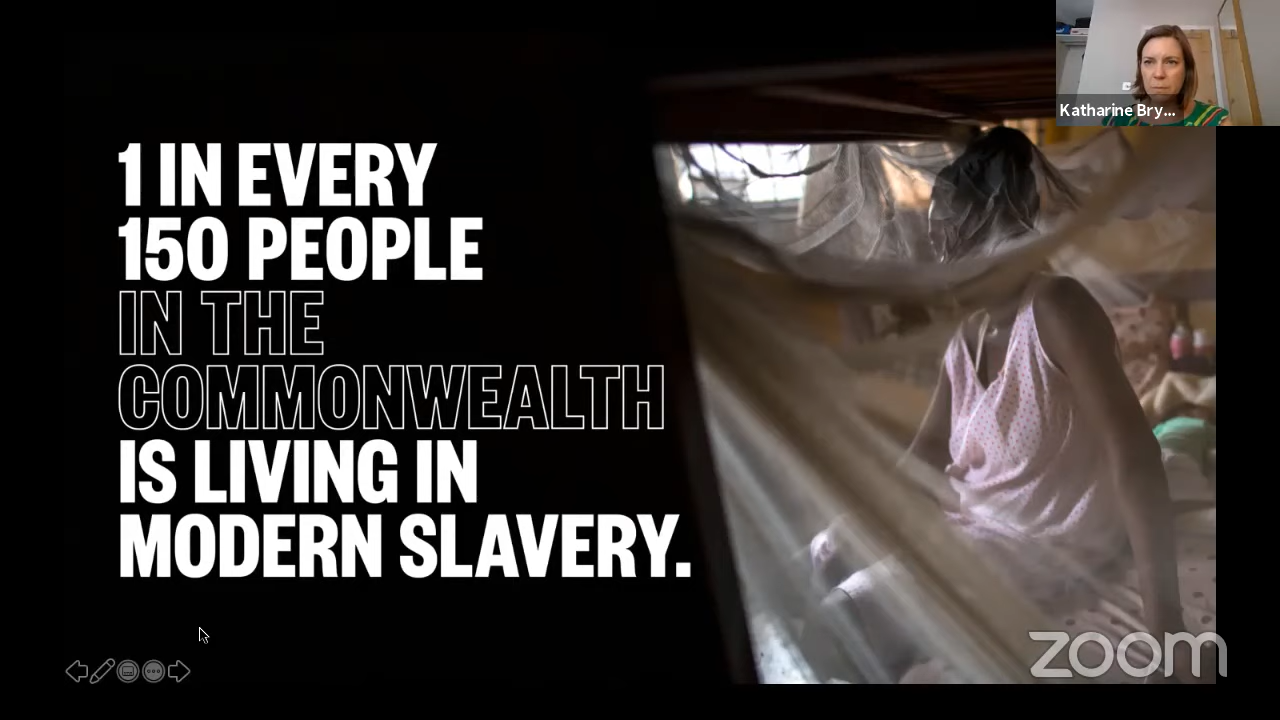 1 IN EVERY
150 PEOPLE
IN THE
COMMONWEALTH
IS LIVING IN
MODERN SLAVERY.
Katharine Bry...
zoom